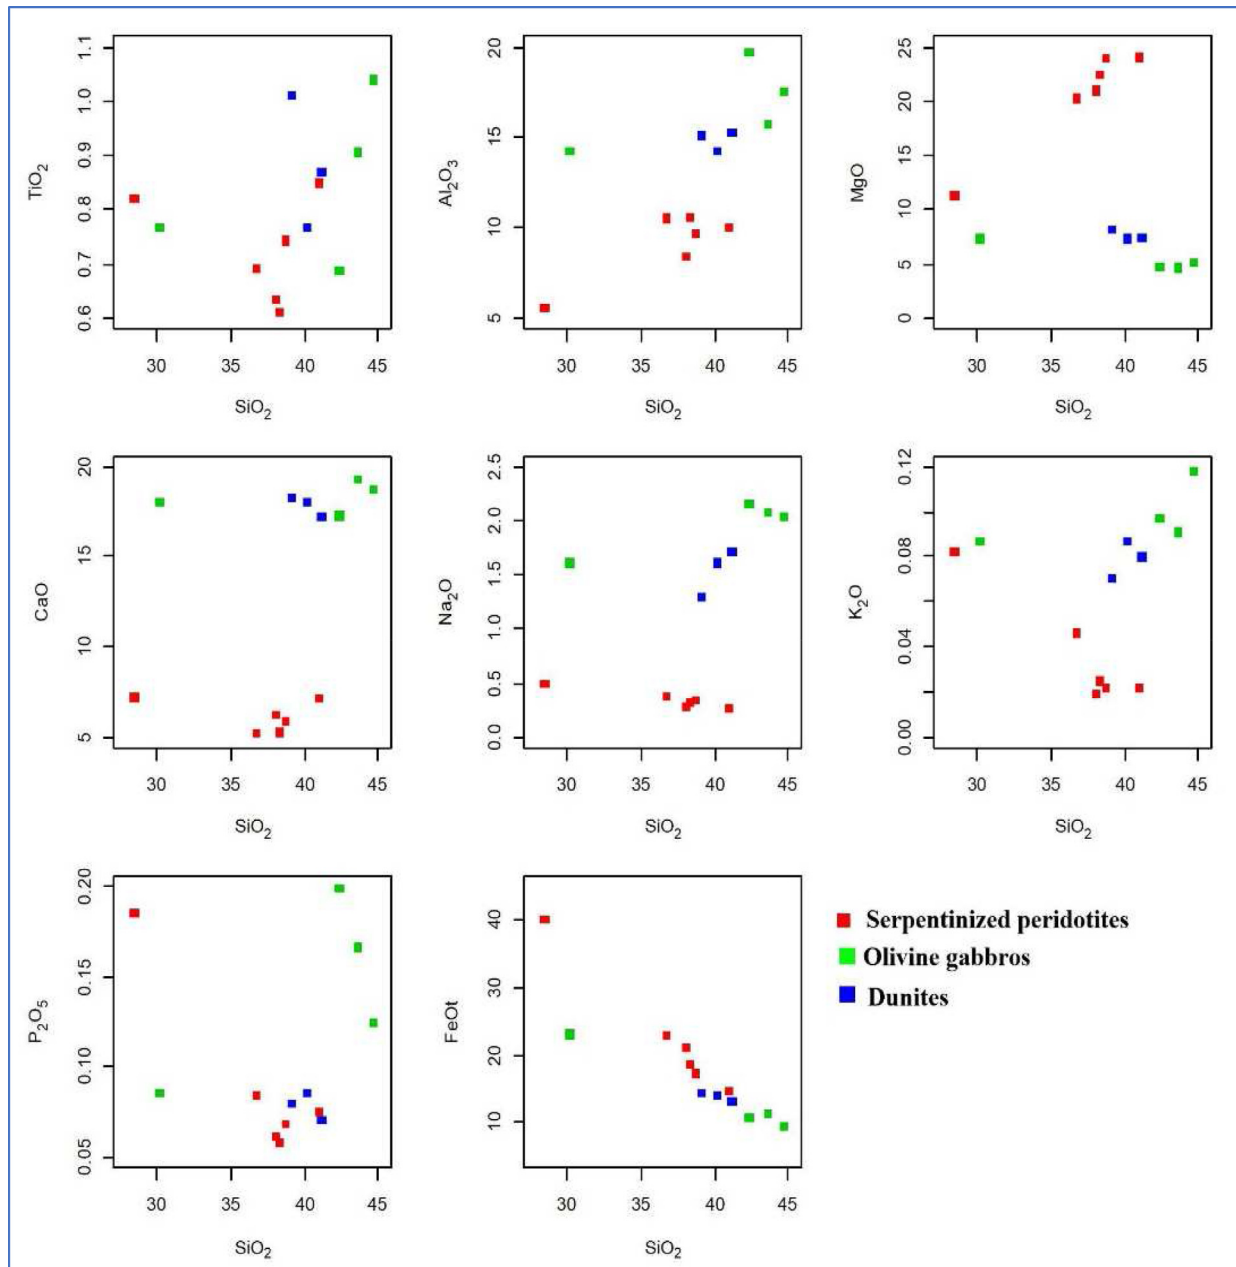 TiO2
1.1
1.0
0.9
0.8
0.7
0.6
30 35 40 45
SiO2
Al2O3
20
15
10
5
30 35 40 45
SiO2
MgO
25
20
15
10
5
0
30 35 40 45
SiO2
CaO
20
15
10
5
30 35 40 45
SiO2
Na2O
2.5
2.0
1.5
1.0
0.5
0.0
30 35 40 45
SiO2
K2O
0.12
0.08
0.04
0.00
30 35 40 45
SiO2
P2O5
0.20
0.15
0.10
0.05
30 35 40 45
SiO2
FeOt
40
30
20
10
30 35 40 45
SiO2
Serpentinized peridotites
Olivine gabbros
Dunites